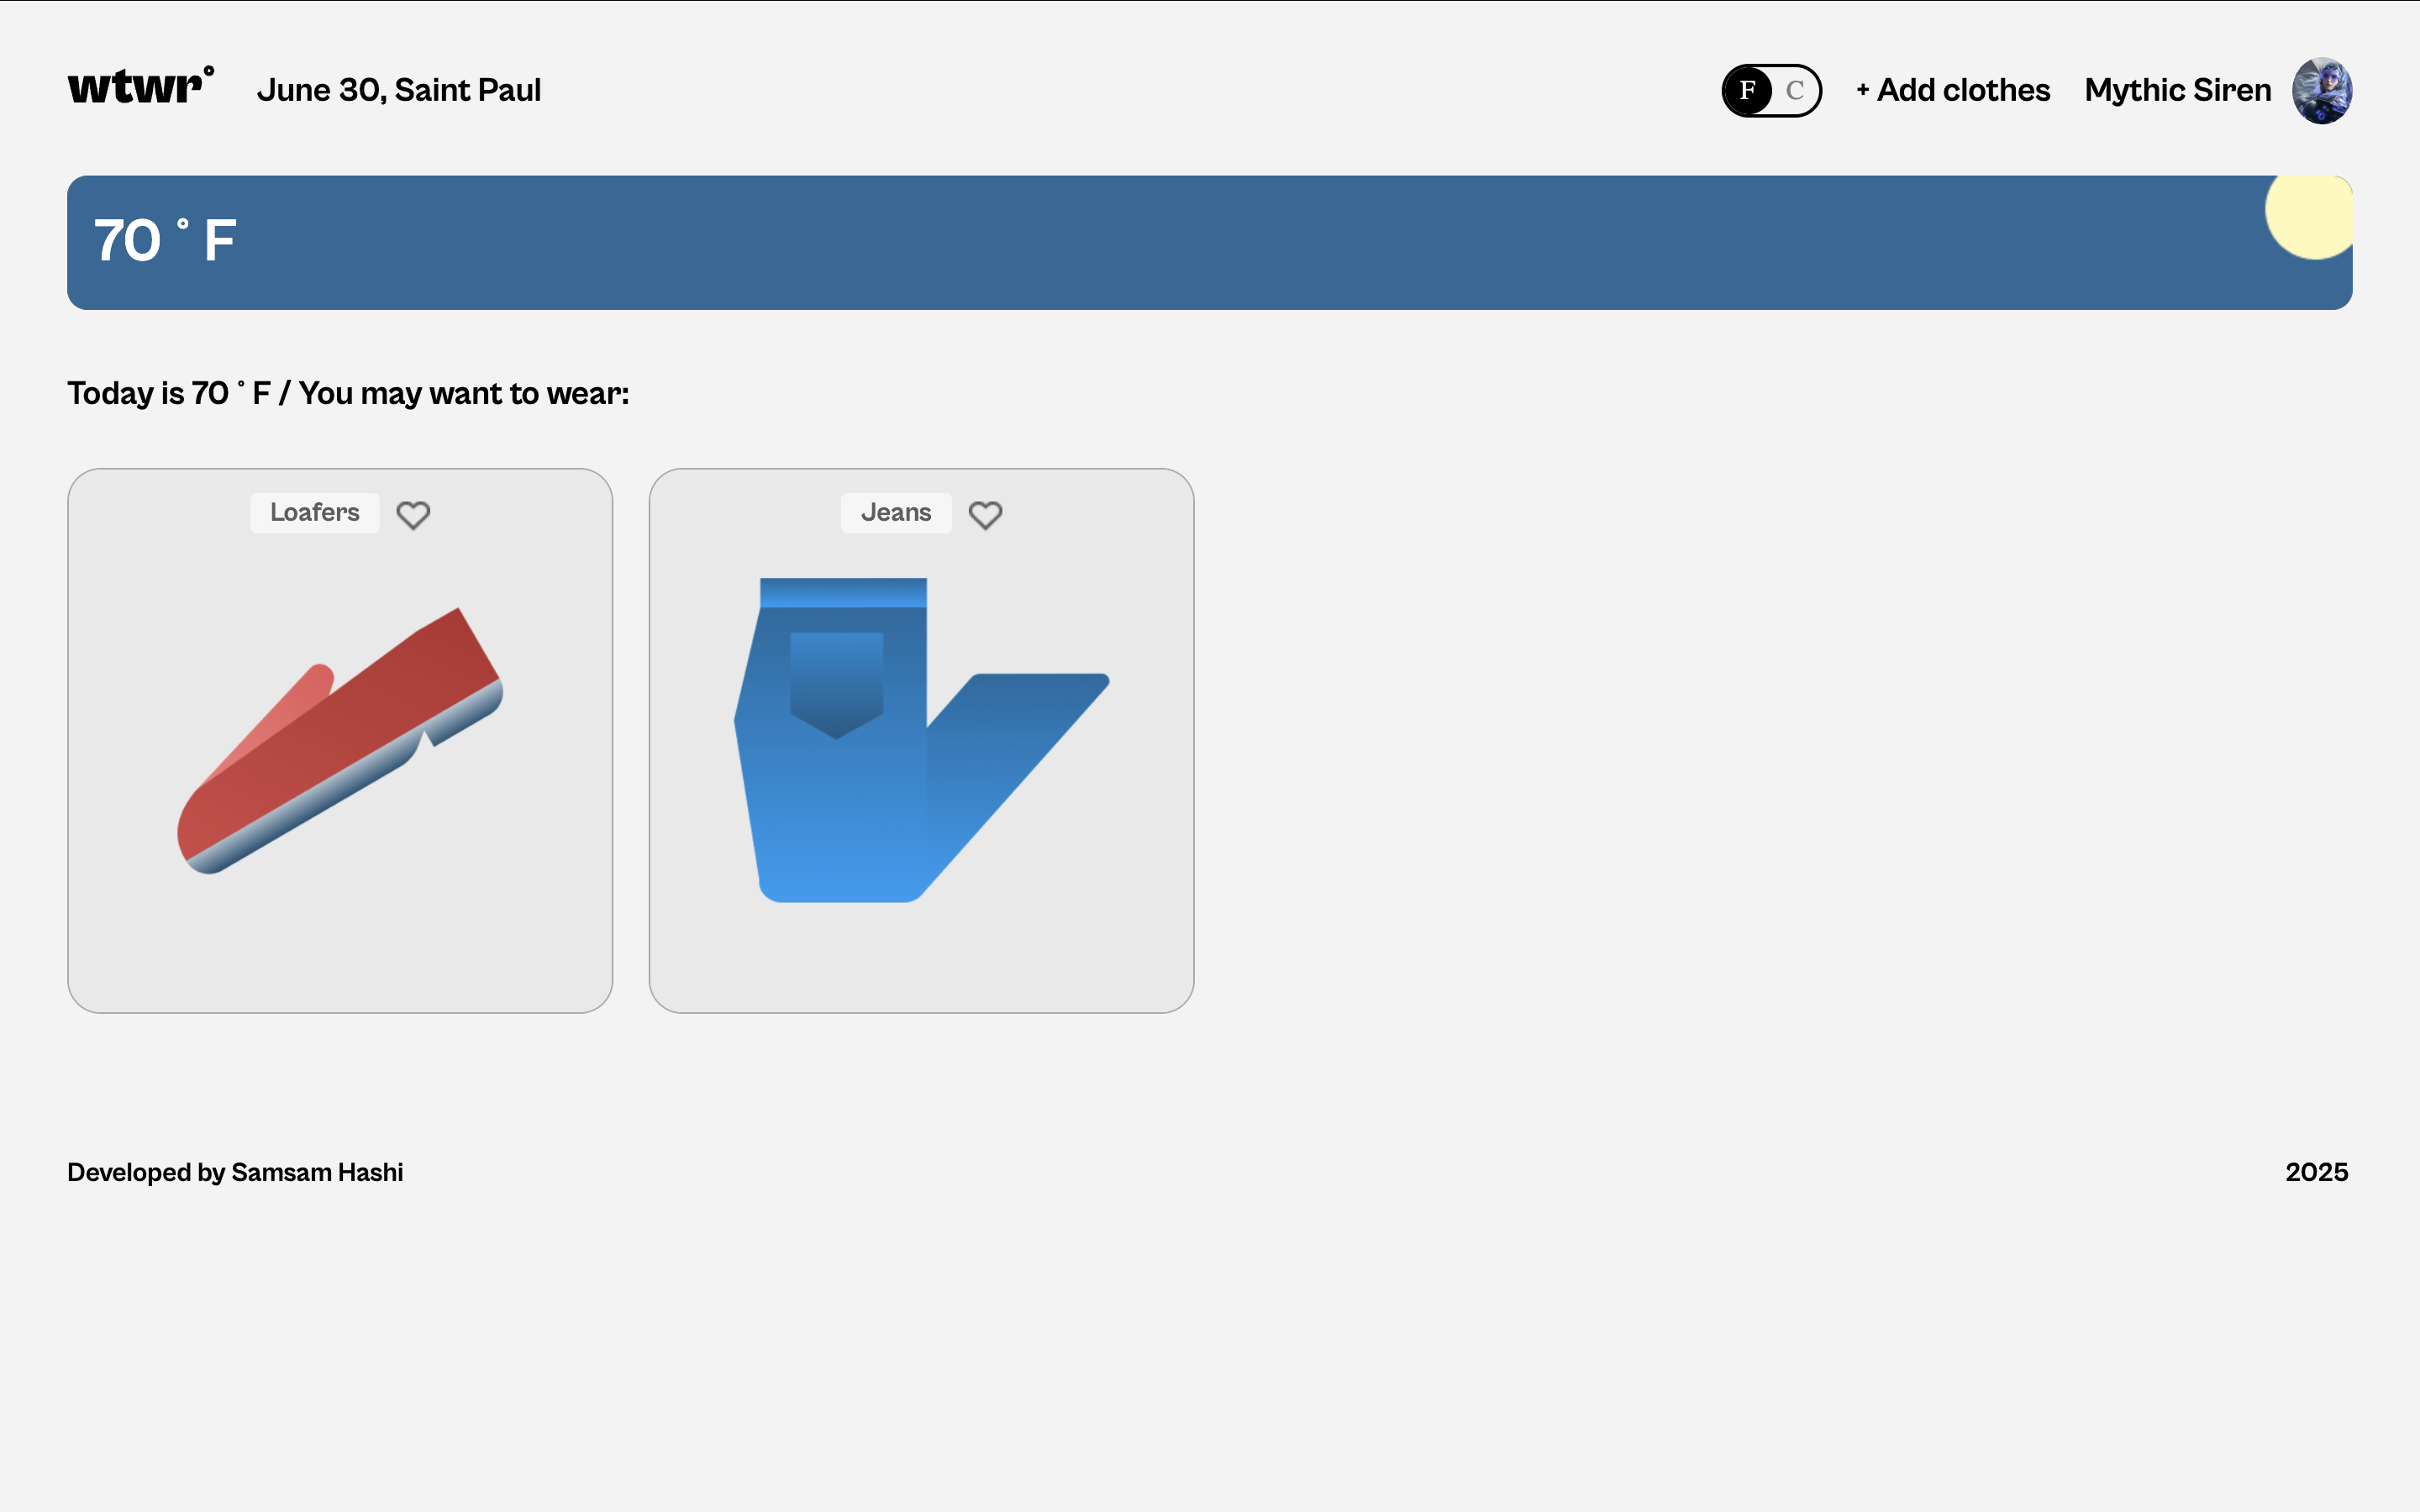 wtwr°
June 30, Saint Paul
F C
+ Add clothes
Mythic Siren
70 ° F
Today is 70 ° F / You may want to wear:
Loafers
Jeans
Developed by Samsam Hashi
2025